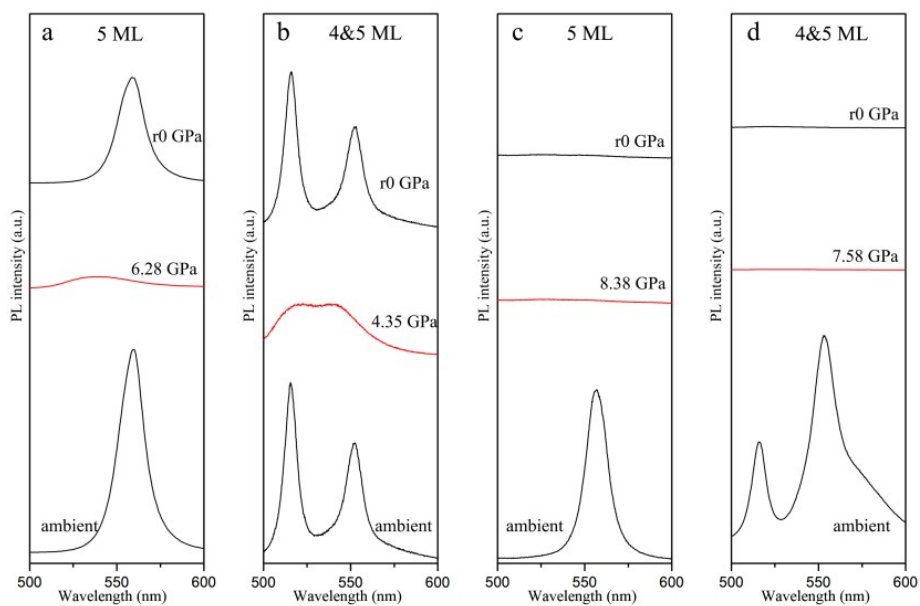 a 5 ML
r0 GPa
6.28 GPa
ambient
PL intensity (a.u.)
500 550 600
Wavelength (nm)
b 4&5 ML
r0 GPa
4.35 GPa
ambient
PL intensity (a.u.)
500 550 600
Wavelength (nm)
c 5 ML
r0 GPa
8.38 GPa
ambient
PL intensity (a.u.)
500 550 600
Wavelength (nm)
d 4&5 ML
r0 GPa
7.58 GPa
ambient
PL intensity (a.u.)
500 550 600
Wavelength (nm)